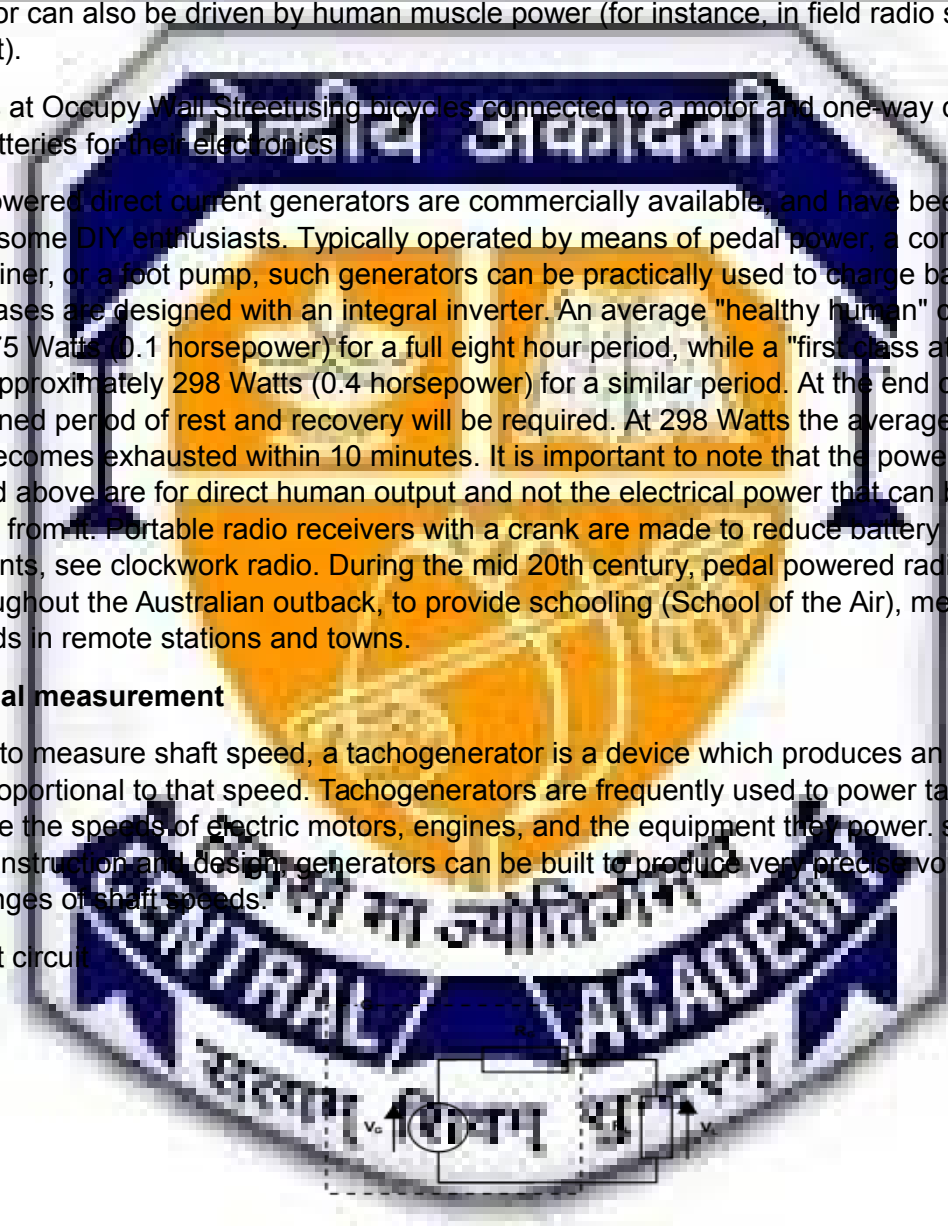 or can also be driven by human muscle power (for instance, in field radio s
t).
s at Occupy Wall Streetusing bicycles connected to a motor and one-way
tteries for their electronics
owered direct current generators are commercially available, and have bee
some DIY enthusiasts. Typically operated by means of pedal power, a con
iner, or a foot pump, such generators can be practically used to charge ba
ases are designed with an integral inverter. An average "healthy human" c
75 Watts (0.1 horsepower) for a full eight hour period, while a "first class at
pproximately 298 Watts (0.4 horsepower) for a similar period. At the end o
ned period of rest and recovery will be required. At 298 Watts the average
ecomes exhausted within 10 minutes. It is important to note that the powe
d above are for direct human output and not the electrical power that can
from it. Portable radio receivers with a crank are made to reduce battery
nts, see clockwork radio. During the mid 20th century, pedal powered radi
ughout the Australian outback, to provide schooling (School of the Air), me
ds in remote stations and towns.
al measurement
to measure shaft speed, a tachogenerator is a device which produces an
oportional to that speed. Tachogenerators are frequently used to power ta
e the speeds of electric motors, engines, and the equipment they power. s
onstruction and design, generators can be built to produce very precise vo
nges of shaft speeds.
t circuit
ACADEMY
V_G
R_L
V_L